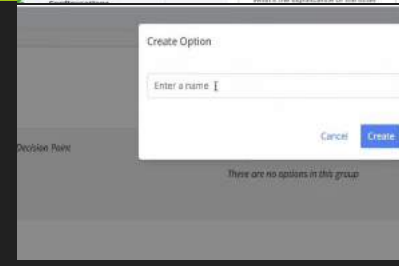 Create Option
Enter a name
Cancel Create
Decision Point
There are no options in this group